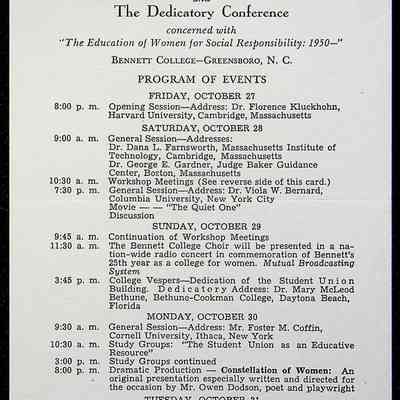 The Dedicatory Conference
concerned with
"The Education of Women for Social Responsibility: 1950—"
BENNETT COLLEGE—GREENSBORO, N. C.
PROGRAM OF EVENTS
FRIDAY, OCTOBER 27
8:00 p. m. Opening Session—Address: Dr. Florence Kluckhohn,
Harvard University, Cambridge, Massachusetts
SATURDAY, OCTOBER 28
9:00 a. m. General Session—Addresses:
Dr. Dana L. Farnsworth, Massachusetts Institute of
Technology, Cambridge, Massachusetts
Dr. George E. Gardner, Judge Baker Guidance
Center, Boston, Massachusetts
10:30 a. m. Workshop Meetings (See reverse side of this card.)
7:30 p. m. General Session—Address: Dr. Viola W. Bernard,
Columbia University, New York City
Movie — — "The Quiet One"
Discussion
SUNDAY, OCTOBER 29
9:45 a. m. Continuation of Workshop Meetings
11:30 a. m. The Bennett College Choir will be presented in a na-
tion-wide radio concert in commemoration of Bennett's
25th year as a college for women. Mutual Broadcasting
System
3:45 p. m. College Vespers—Dedication of the Student Union
Building. Dedicatory Address: Dr. Mary McLeod
Bethune, Bethune-Cookman College, Daytona Beach,
Florida
MONDAY, OCTOBER 30
9:30 a. m. General Session—Address: Mr. Foster M. Coffin,
Cornell University, Ithaca, New York
10:30 a. m. Study Groups: "The Student Union as an Educative
Resource"
3:00 p. m. Study Groups continued
8:00 p. m. Dramatic Production — Constellation of Women: An
original presentation especially written and directed for
the occasion by Mr. Owen Dodson, poet and playwright
TUESDAY, OCTOBER 31